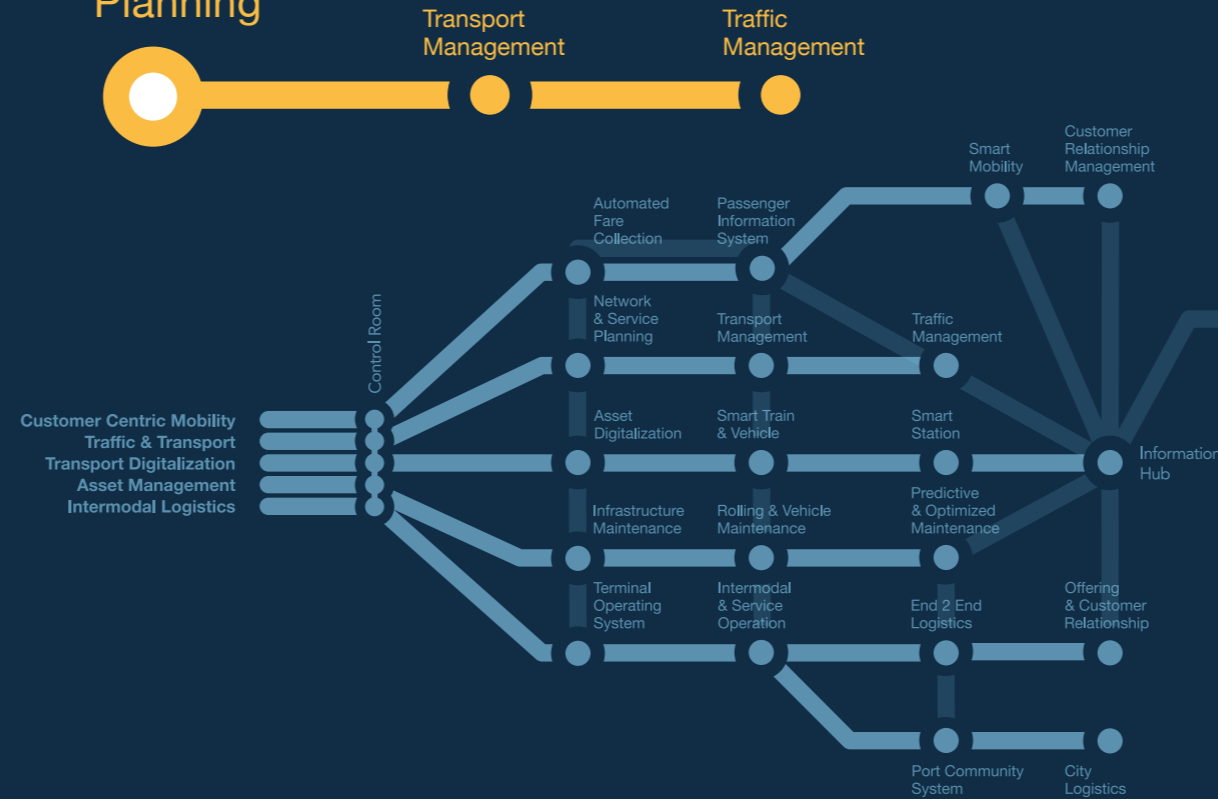 Planning
Transport
Management
Traffic
Management
Customer
Relationship
Management
Smart
Mobility
Automated
Fare
Collection
Passenger
Information
System
Control Room
Network
& Service
Planning
Transport
Management
Traffic
Management
Customer Centric Mobility
Traffic & Transport
Transport Digitalization
Asset Management
Intermodal Logistics
Asset
Digitalization
Smart Train
& Vehicle
Smart
Station
Information
Hub
Infrastructure
Maintenance
Rolling & Vehicle
Maintenance
Predictive
& Optimized
Maintenance
Terminal
Operating
System
Intermodal
& Service
Operation
End 2 End
Logistics
Offering
& Customer
Relationship
Port Community
System
City
Logistics